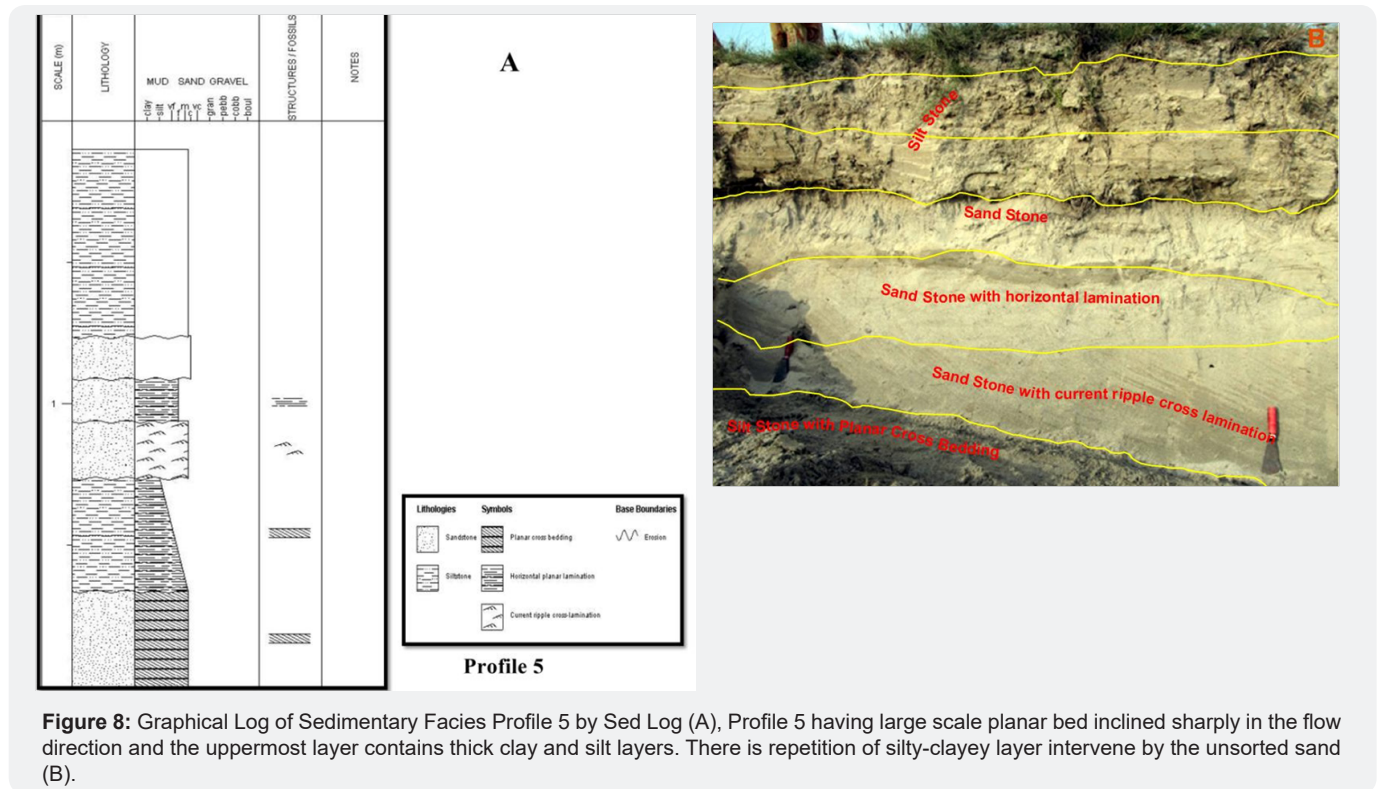 SCALE (m)
LITHOLOGY
MUD SAND GRAVEL
clay
silt
vf
f
m
c
vc
gran
pebb
cobb
boul
STRUCTURES / FOSSILS
NOTES
A
1
Lithologies Symbols Base Boundaries
Sandstone Planar cross bedding Erosion
Siltstone Horizontal planar lamination
Current ripple cross-lamination
Profile 5
B
Silt Stone
Sand Stone
Sand Stone with horizontal lamination
Sand Stone with current ripple cross lamination
Silt Stone with Planar Cross Bedding
Figure 8: Graphical Log of Sedimentary Facies Profile 5 by Sed Log (A), Profile 5 having large scale planar bed inclined sharply in the flow
direction and the uppermost layer contains thick clay and silt layers. There is repetition of silty-clayey layer intervene by the unsorted sand
(B).